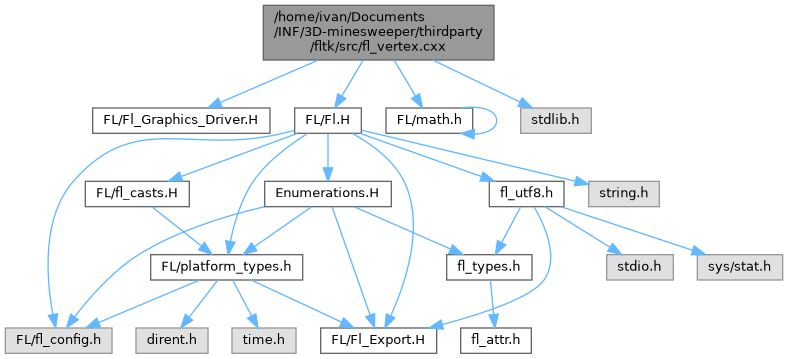 /home/ivan/Documents
/INF/3D-minesweeper/thirdparty
/fltk/src/fl_vertex.cxx
FL/Fl_Graphics_Driver.H
FL/Fl.H
FL/math.h
stdlib.h
FL/fl_casts.H
Enumerations.H
fl_utf8.h
string.h
FL/platform_types.h
fl_types.h
stdio.h
sys/stat.h
FL/fl_config.h
dirent.h
time.h
FL/Fl_Export.H
fl_attr.h